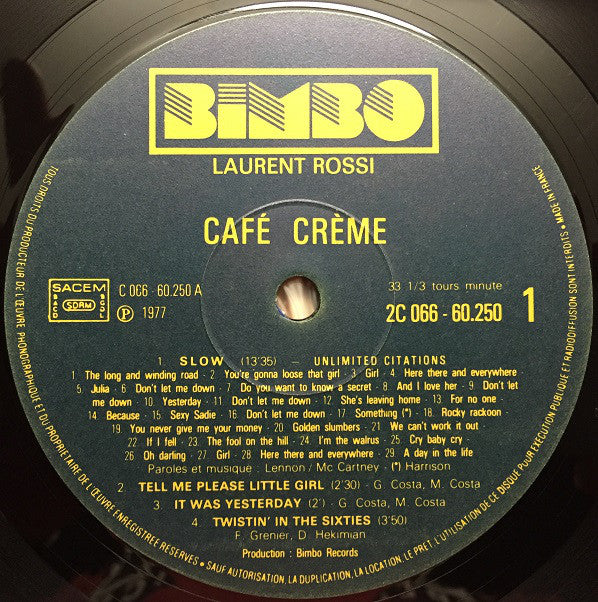 BIMBO
LAURENT ROSSI
CAFÉ CRÈME
SACEM
SACD
SDRM
SGDL
C 066 - 60.250 A
Ⓟ 1977
33 1/3 tours minute
2C 066 - 60.250 1
1. SLOW (13'35) — UNLIMITED CITATIONS
1 - The long and winding road - 2 - You're gonna loose that girl - 3 - Girl - 4 - Here there and everywhere
5 - Julia - 6 - Don't let me down - 7 - Do you want to know a secret - 8 - And I love her - 9 - Don't let
me down - 10 - Yesterday - 11 - Don't let me down - 12 - She's leaving home - 13 - For no one
14 - Because - 15 - Sexy Sadie - 16 - Don't let me down - 17 - Something (*) - 18 - Rocky rackoon -
19 - You never give me your money - 20 - Golden slumbers - 21 - We can't work it out
22 - If I fell - 23 - The fool on the hill - 24 - I'm the walrus - 25 - Cry baby cry -
26 - Oh darling - 27 - Girl - 28 - Here there and everywhere - 29 - A day in the life
Paroles et musique : Lennon / Mc Cartney - (*) Harrison
2. TELL ME PLEASE LITTLE GIRL (2'30) - G. Costa, M. Costa
3. IT WAS YESTERDAY (2') - G. Costa, M. Costa
4. TWISTIN' IN THE SIXTIES (3'50)
F. Grenier, D. Hekimian
Production : Bimbo Records
TOUS DROITS DU PRODUCTEUR DE L'ŒUVRE PHONOGRAPHIQUE ET DU PROPRIETAIRE DE L'ŒUVRE ENREGISTREE RESERVES • SAUF AUTORISATION, LA DUPLICATION, LA LOCATION, LE PRET, L'UTILISATION DE CE DISQUE POUR EXECUTION PUBLIQUE ET RADIODIFFUSION SONT INTERDITS • MADE IN FRANCE